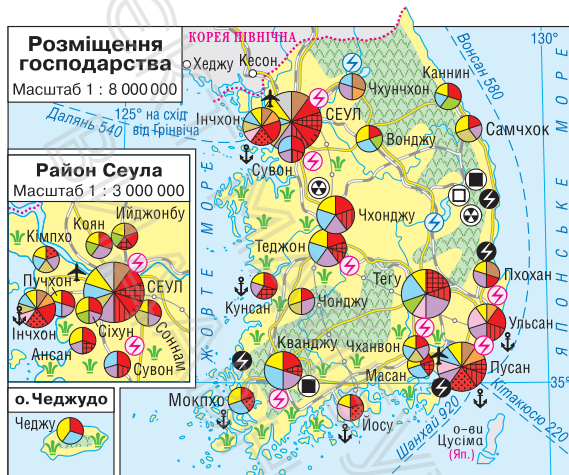 Розміщення
господарства
Масштаб 1 : 8 000 000
КОРЕЯ ПІВНІЧНА
130°
Хеджу
Кесон
Каннин
Чхунчхон
Вонсан 580
125° на схід
від Грінвіча
Далянь 540
Інчхон
СЕУЛ
Вонджу
Самчхок
Сувон
ЖОВТЕ МОРЕ
ЯПОНСЬКЕ МОРЕ
Район Сеула
Масштаб 1 : 3 000 000
Ийджонбу
Коян
Кімпхо
Пучхон
СЕУЛ
Інчхон
Сіхун
Ансан
Соннам
Сувон
Чхонджу
Теджон
Тегу
Пхохан
Кунсан
Чонджу
Ульсан
Кванджу
Чханвон
Масан
Пусан
35°
Мокпхо
Йосу
Шанхай 920
Кітакюсю 220
о-ви
Цусіма
(Яп.)
о. Чеджудо
Чеджу